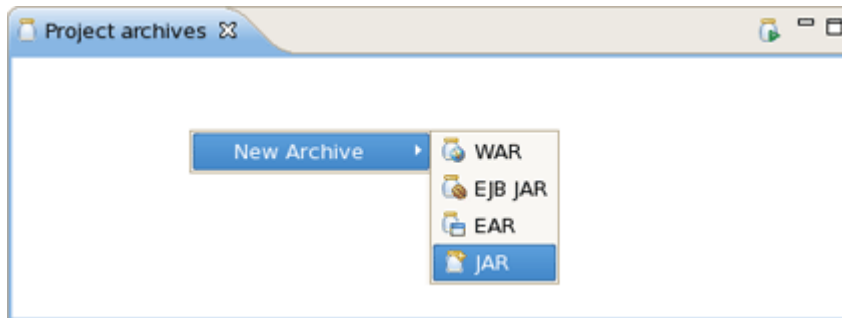 Project archives
New Archive
WAR
EJB JAR
EAR
JAR